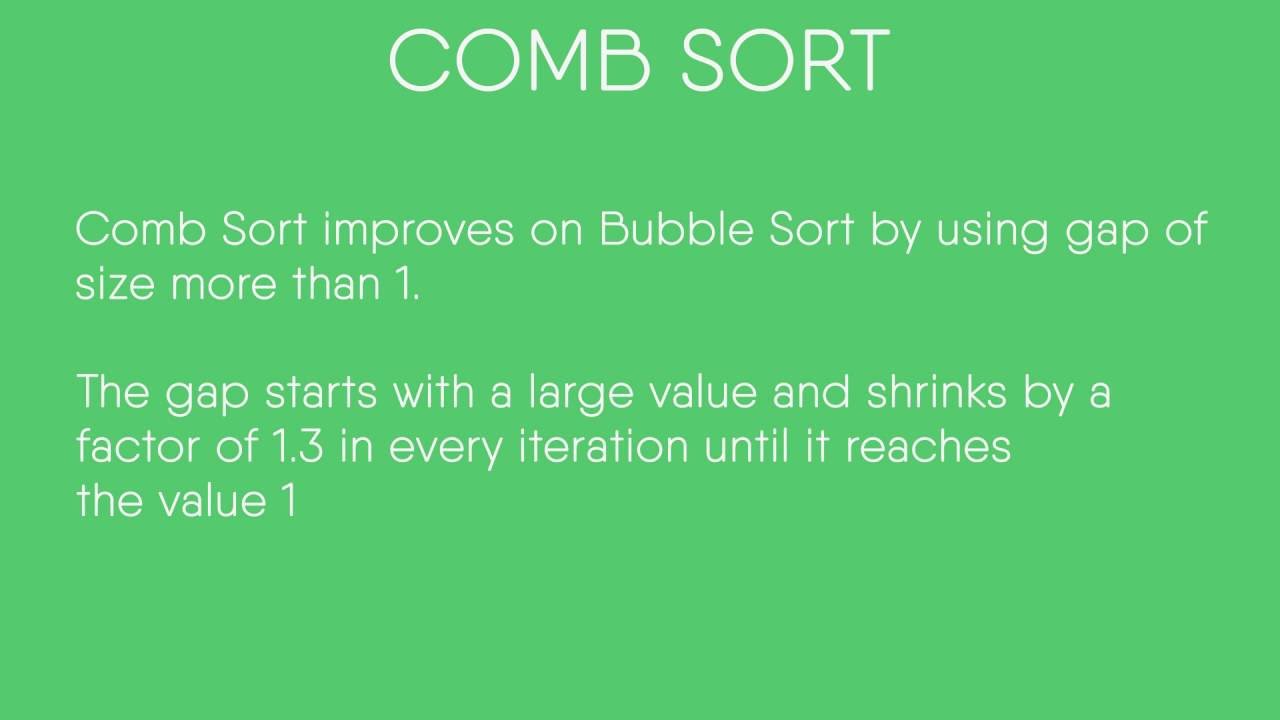 COMB SORT
Comb Sort improves on Bubble Sort by using gap of
size more than 1.
The gap starts with a large value and shrinks by a
factor of 1.3 in every iteration until it reaches
the value 1